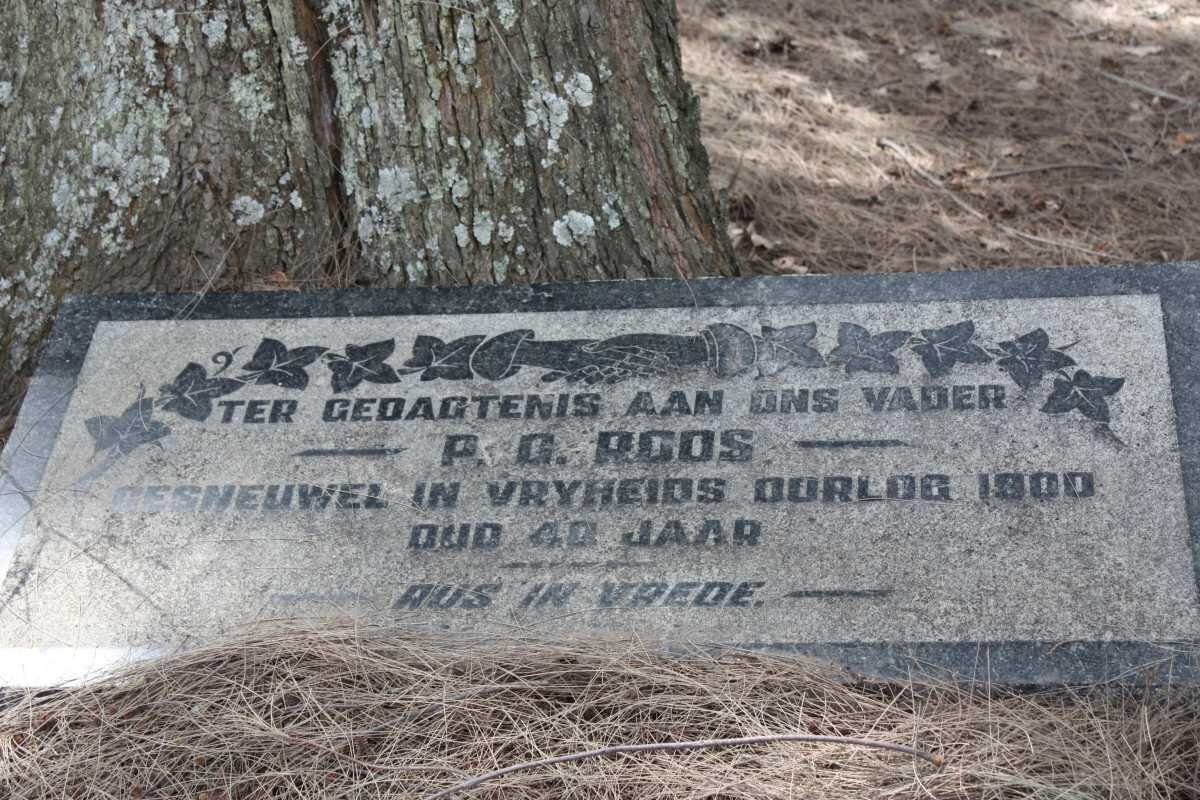 TER GEDAGTENIS AAN ONS VADER
P. G. ROOS
GESNEUWEL IN VRYHEIDS OORLOG 1900
OUD 40 JAAR
RUS IN VREDE.